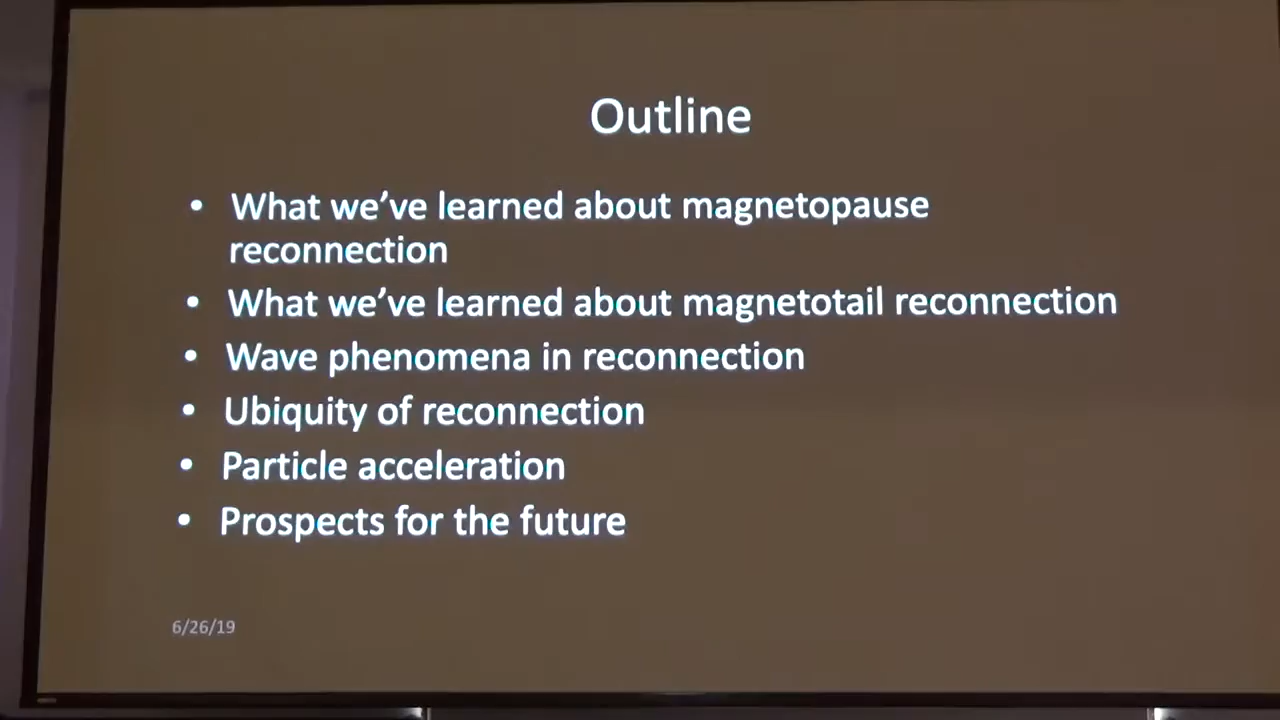 Outline
• What we’ve learned about magnetopause
reconnection
• What we’ve learned about magnetotail reconnection
• Wave phenomena in reconnection
• Ubiquity of reconnection
• Particle acceleration
• Prospects for the future
6/26/19